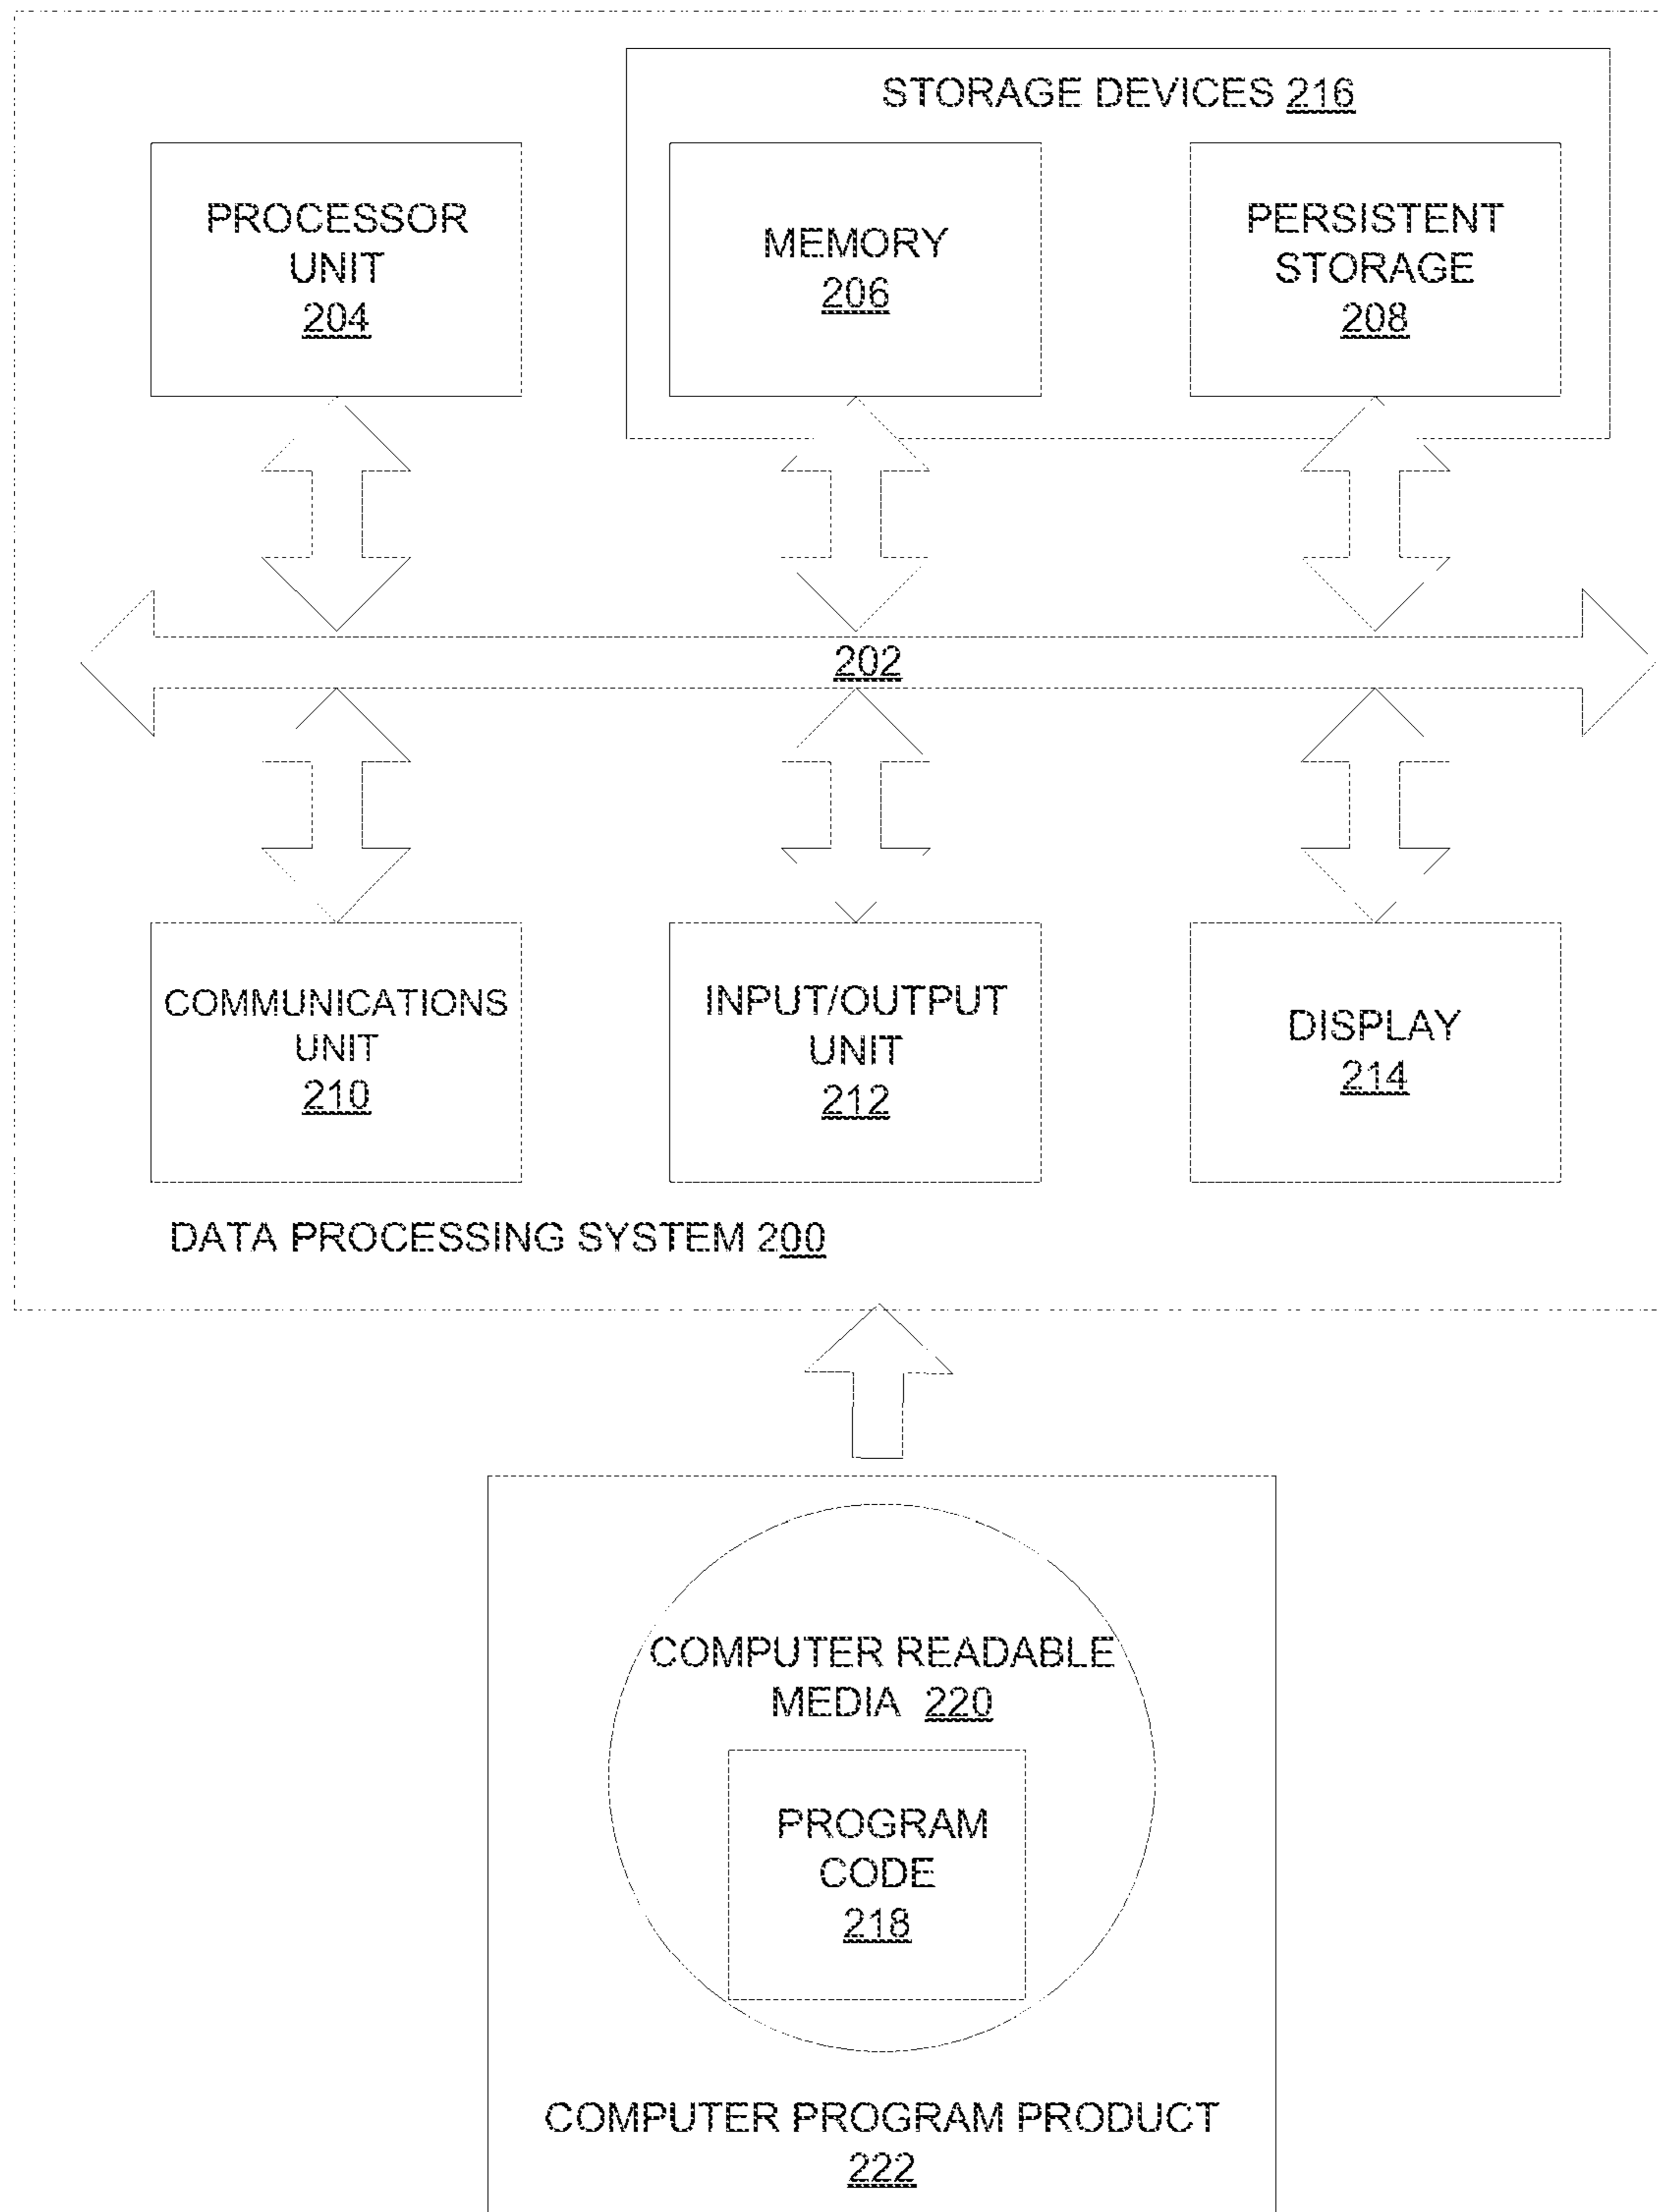 STORAGE DEVICES 216
PROCESSOR
UNIT
204
MEMORY
206
PERSISTENT
STORAGE
208
202
COMMUNICATIONS
UNIT
210
INPUT/OUTPUT
UNIT
212
DISPLAY
214
DATA PROCESSING SYSTEM 200
COMPUTER READABLE
MEDIA 220
PROGRAM
CODE
218
COMPUTER PROGRAM PRODUCT
222